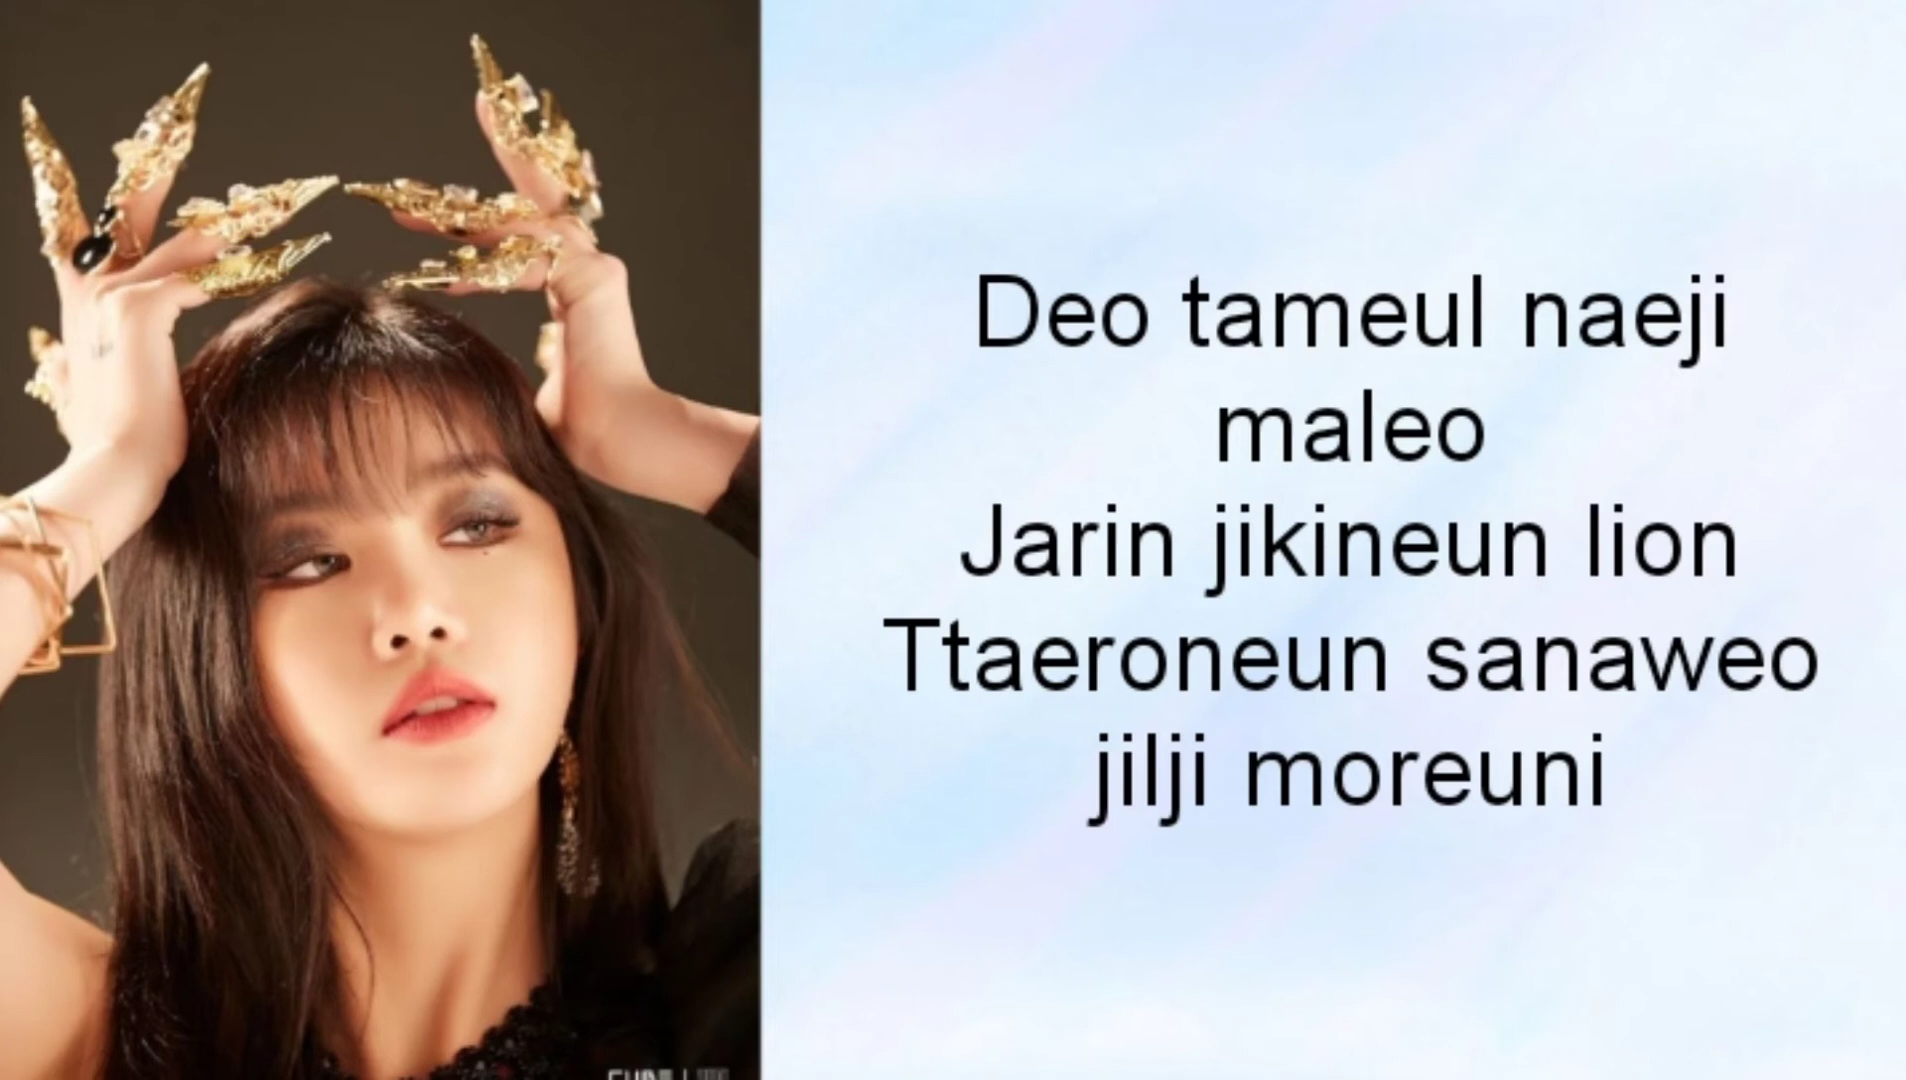 Deo tameul naeji
maleo
Jarin jikineun lion
Ttaeroneun sanaweo
jilji moreuni